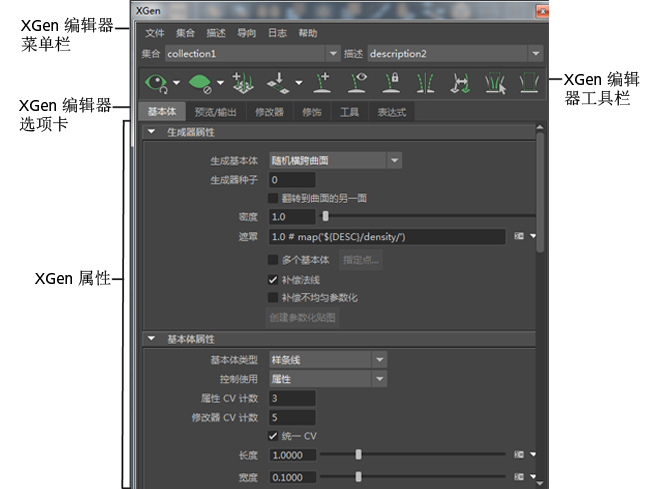 XGen
XGen 编辑器
菜单栏
文件 集合 描述 导向 日志 帮助
集合 collection1 描述 description2
XGen 编辑
器工具栏
XGen 编辑器
选项卡
基本体 预览/输出 修改器 修饰 工具 表达式
生成器属性
生成基本体 随机横跨曲面
生成器种子 0
翻转到曲面的另一面
密度 1.0
遮罩 1.0 # map('${DESC}/density/')
多个基本体 指定点...
XGen 属性
补偿法线
补偿不均匀参数化
创建参数化贴图
基本体属性
基本体类型 样条线
控制使用 属性
属性 CV 计数 3
修改器 CV 计数 5
统一 CV
长度 1.0000
宽度 0.1000